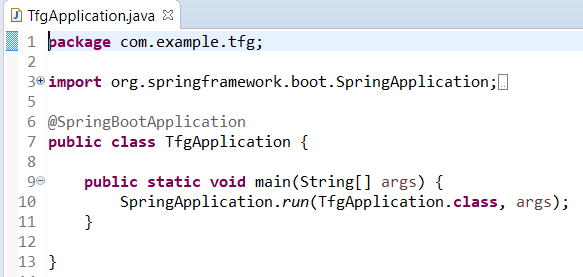 TfgApplication.java
1 package com.example.tfg;
2
3 import org.springframework.boot.SpringApplication;
5
6 @SpringBootApplication
7 public class TfgApplication {
8
9 public static void main(String[] args) {
10 SpringApplication.run(TfgApplication.class, args);
11 }
12
13 }